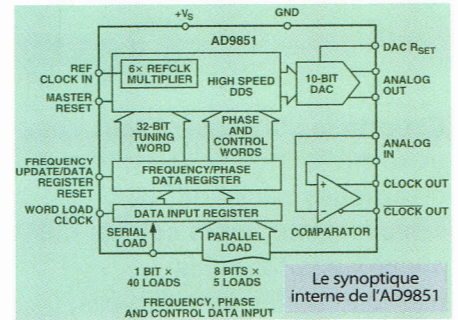 +VS
GND
AD9851
REF
CLOCK IN
6× REFCLK
MULTIPLIER
MASTER
RESET
HIGH SPEED
DDS
10-BIT
DAC
DAC RSET
ANALOG
OUT
32-BIT
TUNING
WORD
PHASE
AND
CONTROL
WORDS
ANALOG
IN
FREQUENCY
UPDATE/DATA
REGISTER
RESET
FREQUENCY/PHASE
DATA REGISTER
+
–
CLOCK OUT
CLOCK OUT
COMPARATOR
WORD LOAD
CLOCK
DATA INPUT REGISTER
SERIAL
LOAD
PARALLEL
LOAD
1 BIT ×
40 LOADS
8 BITS ×
5 LOADS
FREQUENCY, PHASE
AND CONTROL DATA INPUT
Le synoptique
interne de l'AD9851